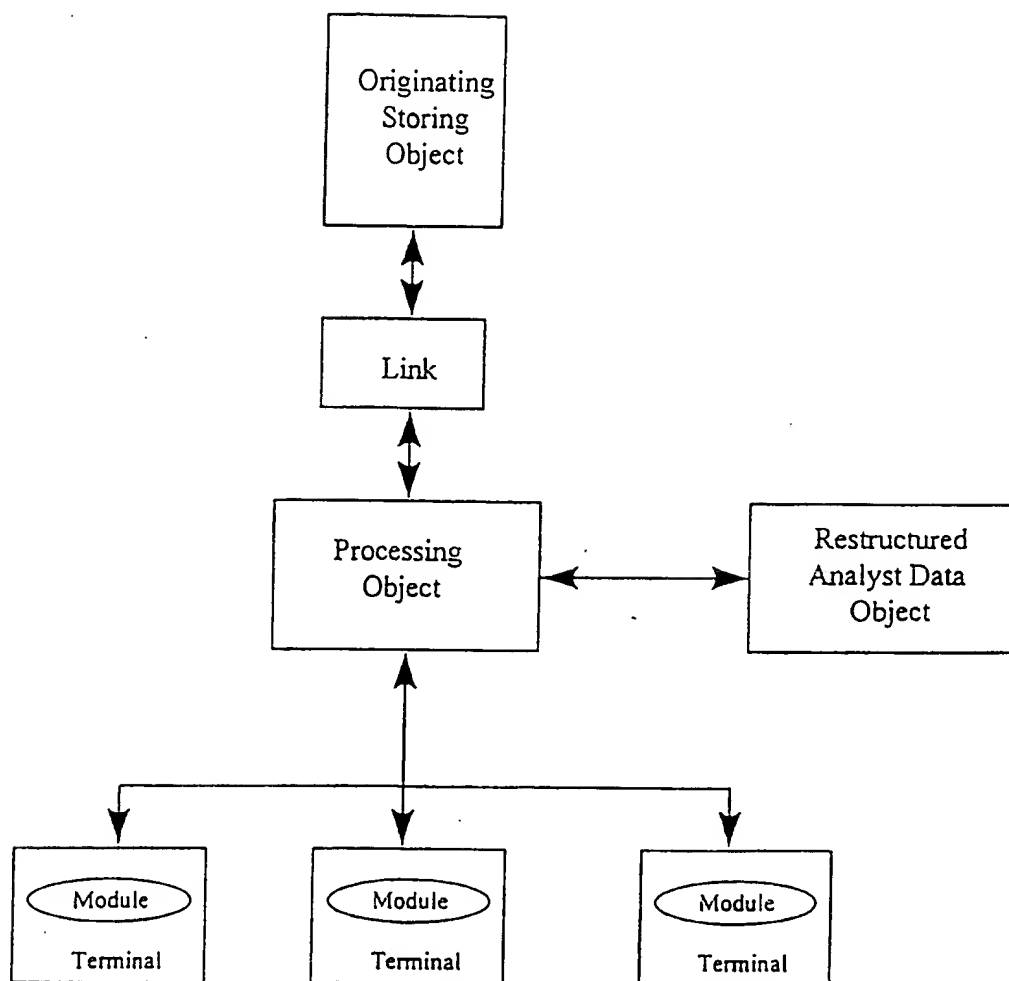 Originating
Storing
Object
Link
Processing
Object
Restructured
Analyst Data
Object
Module
Terminal
Module
Terminal
Module
Terminal